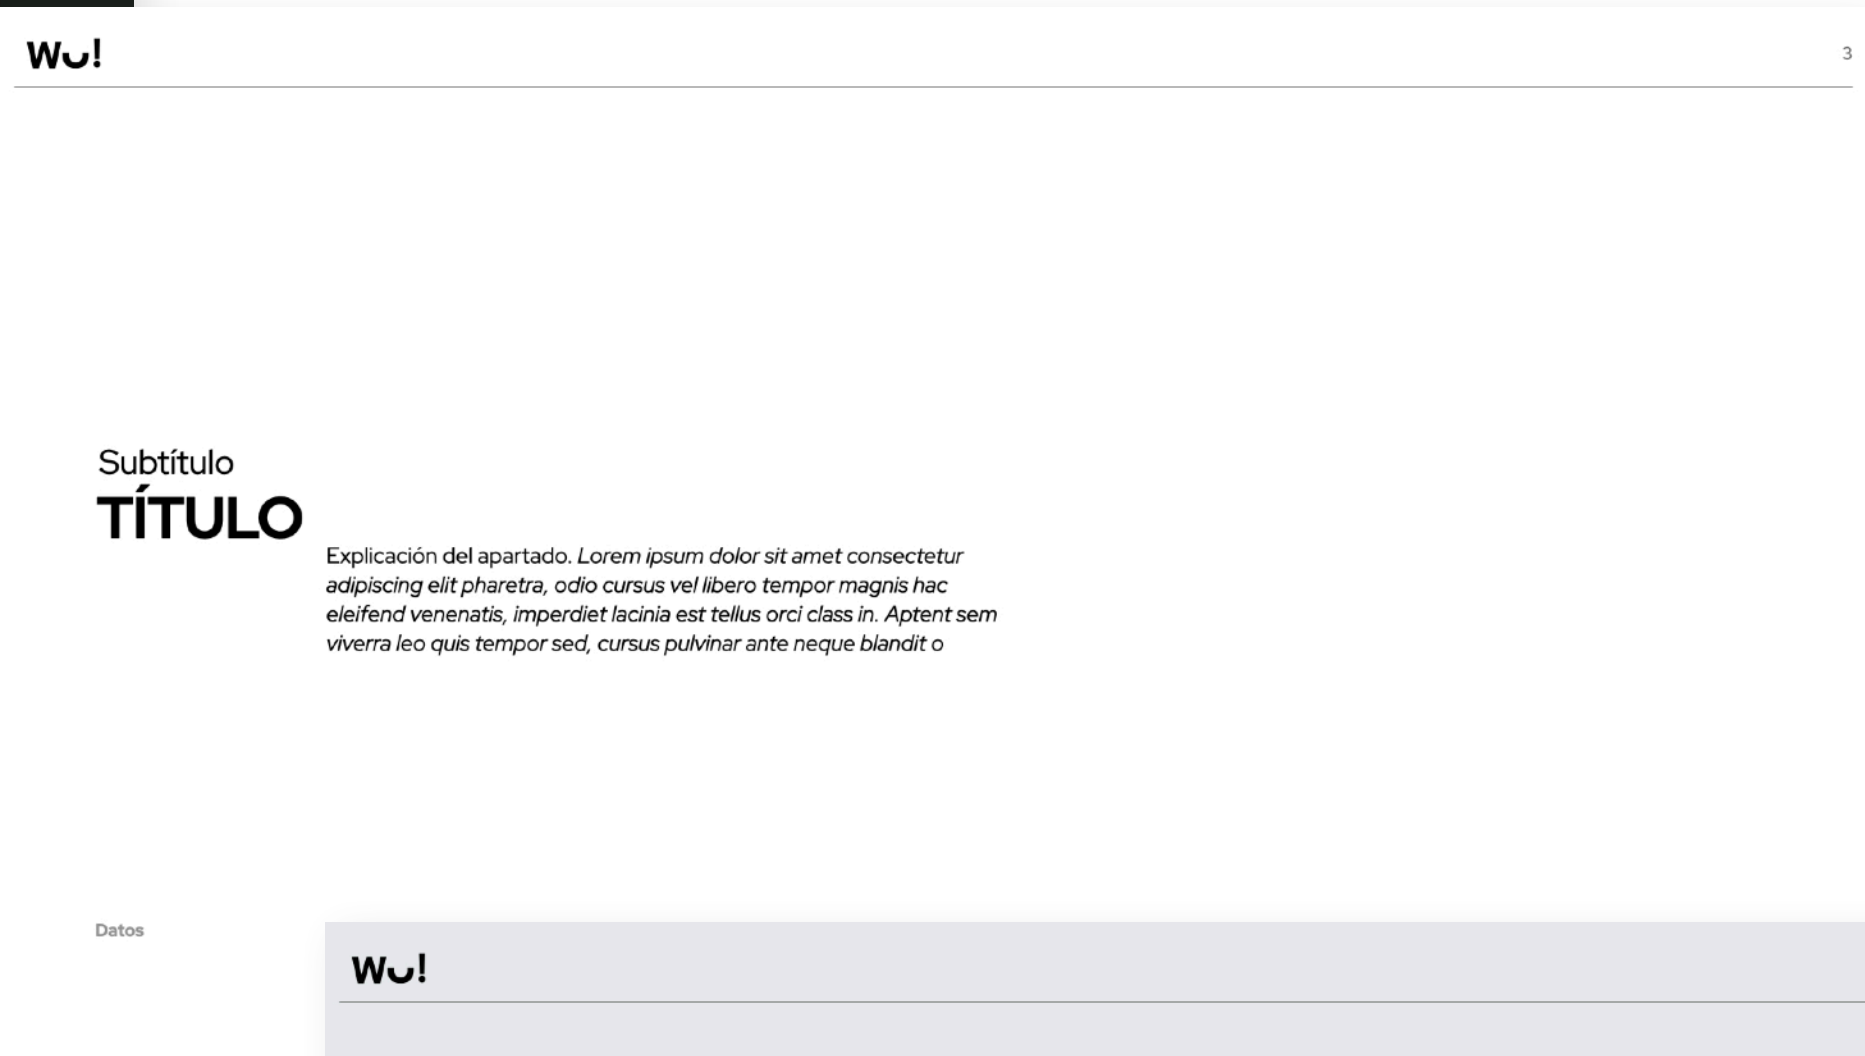 Wu!
3
Subtítulo
TÍTULO
Explicación del apartado. Lorem ipsum dolor sit amet consectetur
adipiscing elit pharetra, odio cursus vel libero tempor magnis hac
eleifend venenatis, imperdiet lacinia est tellus orci class in. Aptent sem
viverra leo quis tempor sed, cursus pulvinar ante neque blandit o
Datos
Wu!